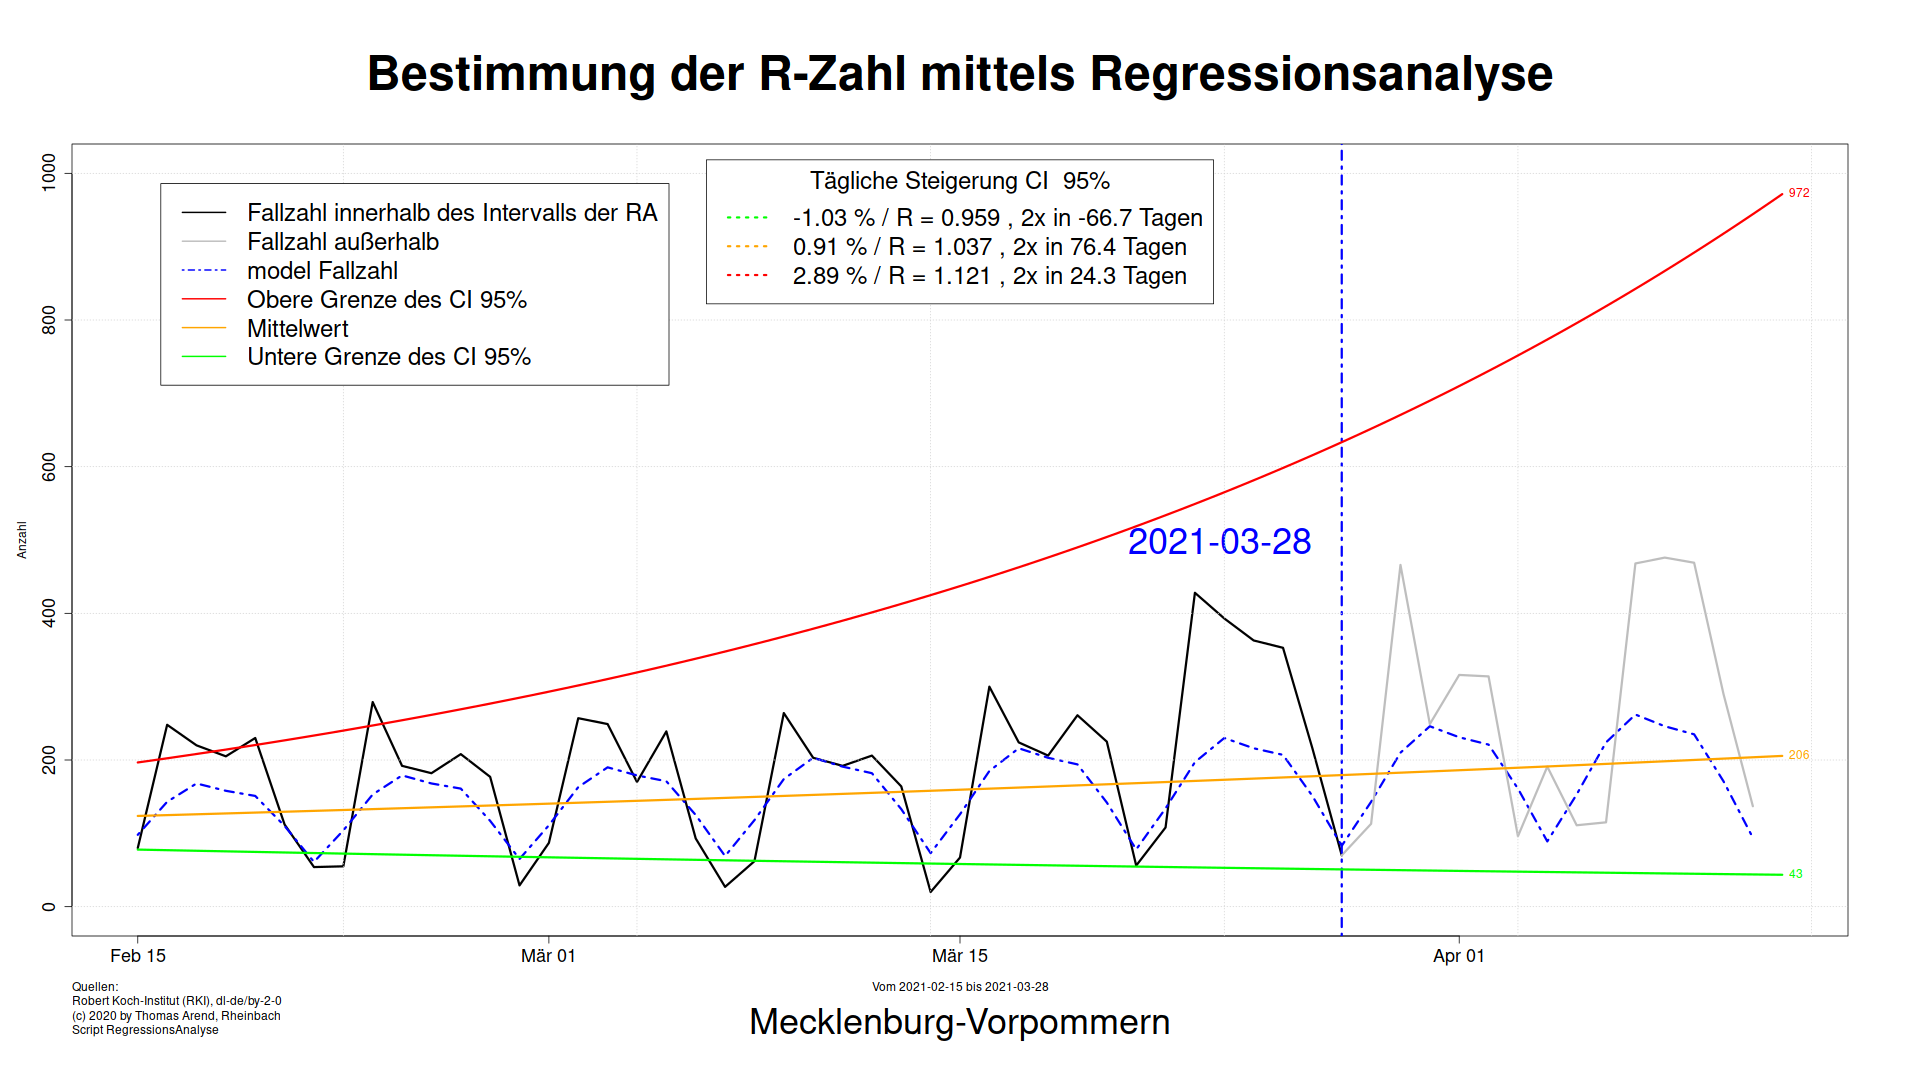 Bestimmung der R-Zahl mittels Regressionsanalyse
Fallzahl innerhalb des Intervalls der RA
Fallzahl außerhalb
model Fallzahl
Obere Grenze des CI 95%
Mittelwert
Untere Grenze des CI 95%
Tägliche Steigerung CI  95%
-1.03 % / R = 0.959 , 2x in -66.7 Tagen
0.91 % / R = 1.037 , 2x in 76.4 Tagen
2.89 % / R = 1.121 , 2x in 24.3 Tagen
1000
800
600
400
200
0
Anzahl
2021-03-28
972
206
43
Feb 15
Mär 01
Mär 15
Apr 01
Quellen:
Robert Koch-Institut (RKI), dl-de/by-2-0
(c) 2020 by Thomas Arend, Rheinbach
Script RegressionsAnalyse
Vom 2021-02-15 bis 2021-03-28
Mecklenburg-Vorpommern